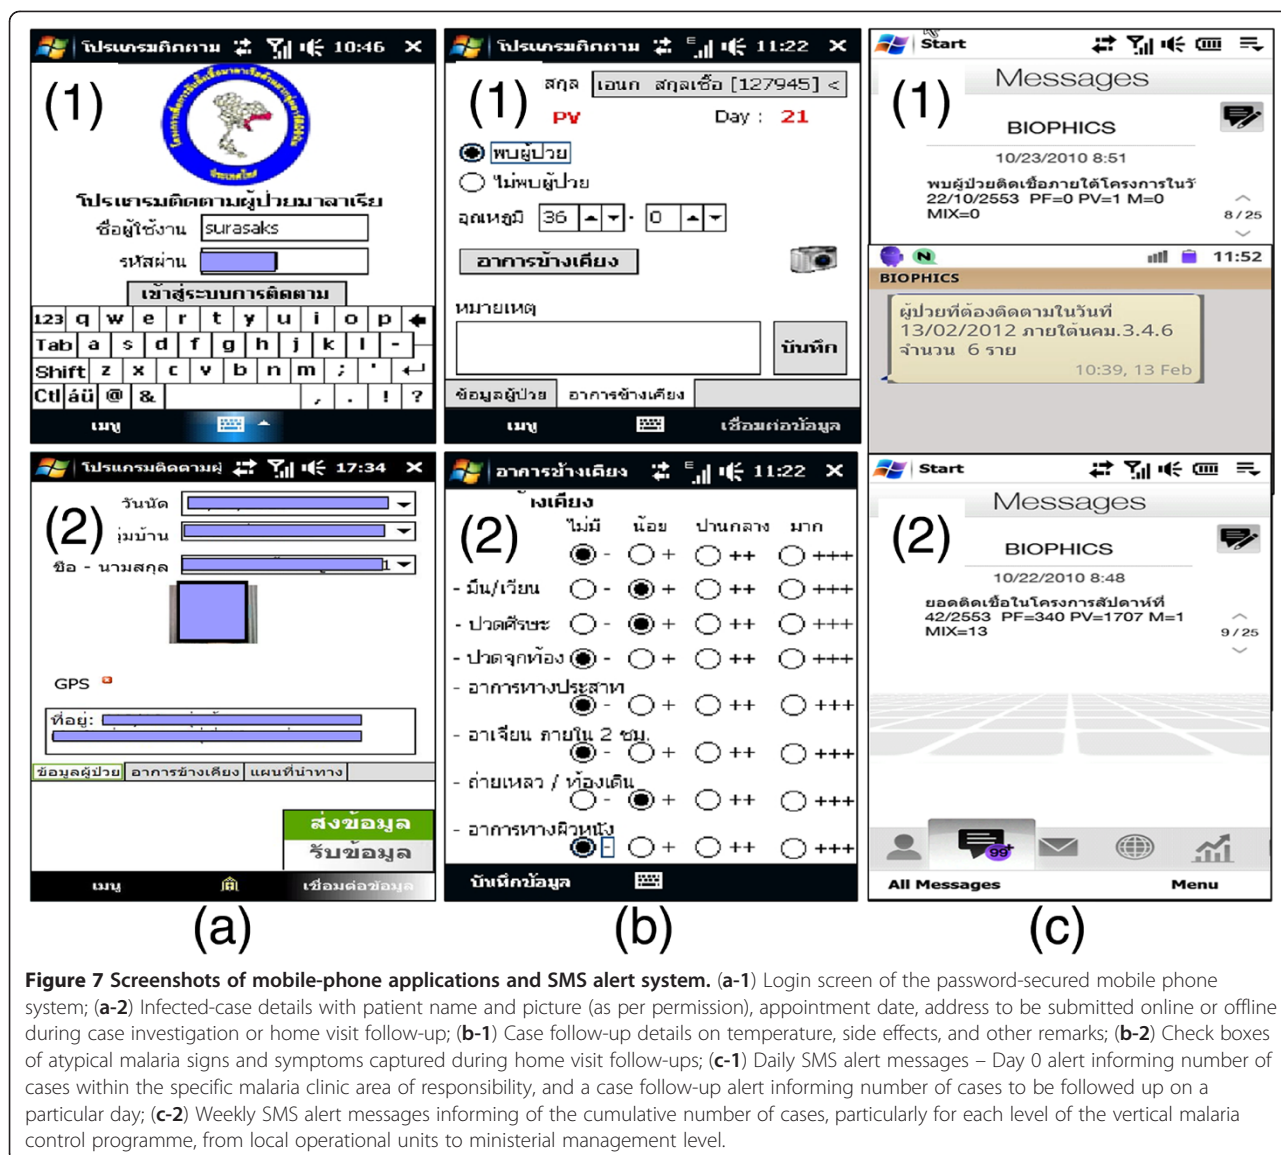 โปรแกรมติดตาม 10:46 ×
(1)
ประเทศไทย
โปรแกรมติดตามผู้ป่วยมาลาเรีย
ชื่อผู้ใช้งาน surasaks
รหัสผ่าน
เข้าสู่ระบบการติดตาม
123 q w e r t y u i o p
Tab a s d f g h j k l -
Shift z x c v b n m ; '
Ctl áü @ & , . ! ?
เมนู
โปรแกรมติดตามผู้ 17:34 ×
(2)
วันนัด
ุ่มบ้าน
ชื่อ - นามสกุล 1
GPS
ที่อยู่:
ข้อมูลผู้ป่วย อาการข้างเคียง แผนที่นำทาง
ส่งข้อมูล
รับข้อมูล
เมนู เชื่อมต่อข้อมูล
(a)
โปรแกรมติดตาม E 11:22 ×
(1)
สกุล เอนก สกุลเชื้อ [127945] <
PV Day : 21
พบผู้ป่วย
ไม่พบผู้ป่วย
อุณหภูมิ 36 . 0
อาการข้างเคียง
หมายเหตุ
บันทึก
ข้อมูลผู้ป่วย อาการข้างเคียง
เมนู เชื่อมต่อข้อมูล
อาการข้างเคียง E 11:22 ×
(2)
้างเคียง
ไม่มี น้อย ปานกลาง มาก
- + ++ +++
- มึน/เวียน - + ++ +++
- ปวดศีรษะ - + ++ +++
- ปวดจุกท้อง - + ++ +++
- อาการทางประสาท
- + ++ +++
- อาเจียน ภายใน 2 ชม.
- + ++ +++
- ถ่ายเหลว / ท้องเดิน
- + ++ +++
- อาการทางผิวหนัง
- + ++ +++
บันทึกข้อมูล
(b)
Start
Messages
(1)
BIOPHICS
10/23/2010 8:51
พบผู้ป่วยติดเชื้อภายใต้โครงการในวั
22/10/2553 PF=0 PV=1 M=0
MIX=0
8/25
N 11:52
BIOPHICS
ผู้ป่วยที่ต้องติดตามในวันที่
13/02/2012 ภายใต้นคม.3.4.6
จำนวน 6 ราย
10:39, 13 Feb
Start
Messages
(2)
BIOPHICS
10/22/2010 8:48
ยอดติดเชื้อในโครงการสัปดาห์ที่
42/2553 PF=340 PV=1707 M=1
MIX=13
9/25
99+
All Messages Menu
(c)
Figure 7 Screenshots of mobile-phone applications and SMS alert system. (a-1) Login screen of the password-secured mobile phone
system; (a-2) Infected-case details with patient name and picture (as per permission), appointment date, address to be submitted online or offline
during case investigation or home visit follow-up; (b-1) Case follow-up details on temperature, side effects, and other remarks; (b-2) Check boxes
of atypical malaria signs and symptoms captured during home visit follow-ups; (c-1) Daily SMS alert messages – Day 0 alert informing number of
cases within the specific malaria clinic area of responsibility, and a case follow-up alert informing number of cases to be followed up on a
particular day; (c-2) Weekly SMS alert messages informing of the cumulative number of cases, particularly for each level of the vertical malaria
control programme, from local operational units to ministerial management level.